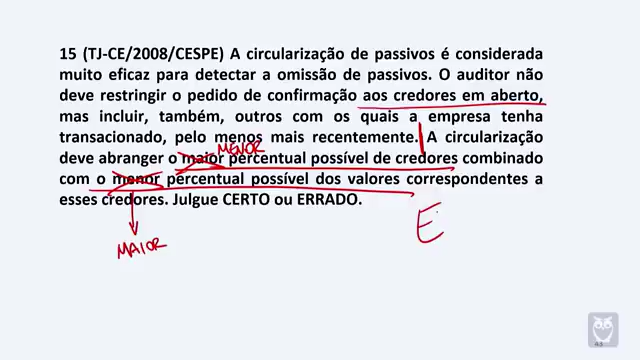 15 (TJ-CE/2008/CESPE) A circularização de passivos é considerada
muito eficaz para detectar a omissão de passivos. O auditor não
deve restringir o pedido de confirmação aos credores em aberto,
mas incluir, também, outros com os quais a empresa tenha
transacionado, pelo menos mais recentemente. A circularização
MENOR
deve abranger o maior percentual possível de credores combinado
com o menor percentual possível dos valores correspondentes a
esses credores. Julgue CERTO ou ERRADO.
E
MAIOR
43